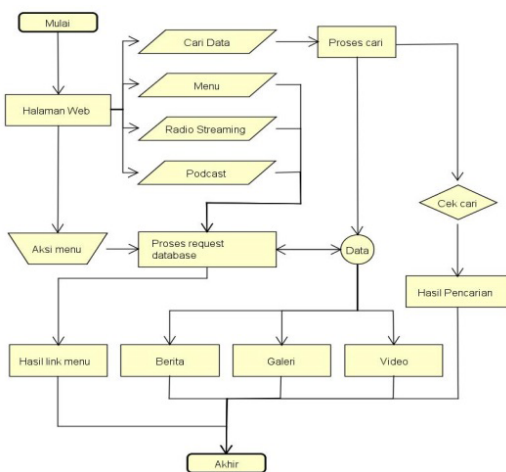 Mulai
Cari Data
Proses cari
Menu
Halaman Web
Radio Streaming
Podcast
Cek cari
Aksi menu
Proses request
database
Data
Hasil Pencarian
Hasil link menu
Berita
Galeri
Video
Akhir